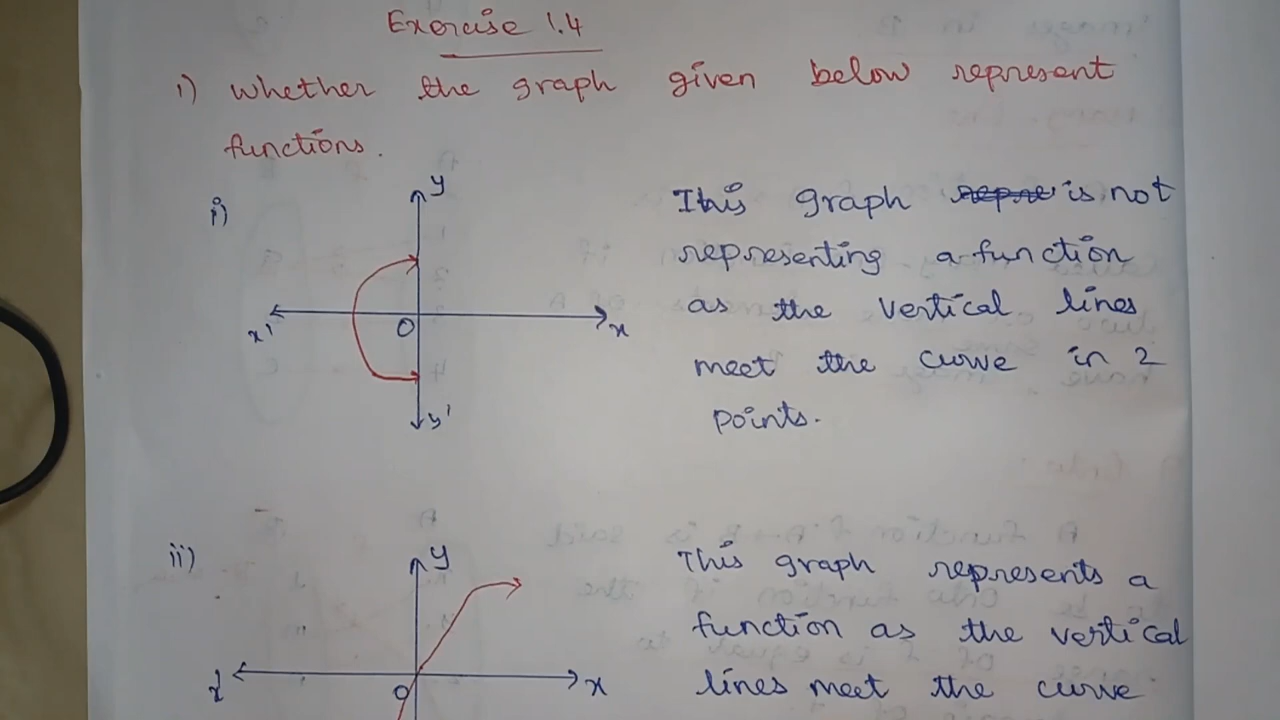 Exercise 1.4
1) Whether the graph given below represent
functions.
i)
y
x'
O
x
y'
This graph is not
representing a function
as the vertical lines
meet the curve in 2
points.
ii)
y
x'
O
x
This graph represents a
function as the vertical
lines meet the curve